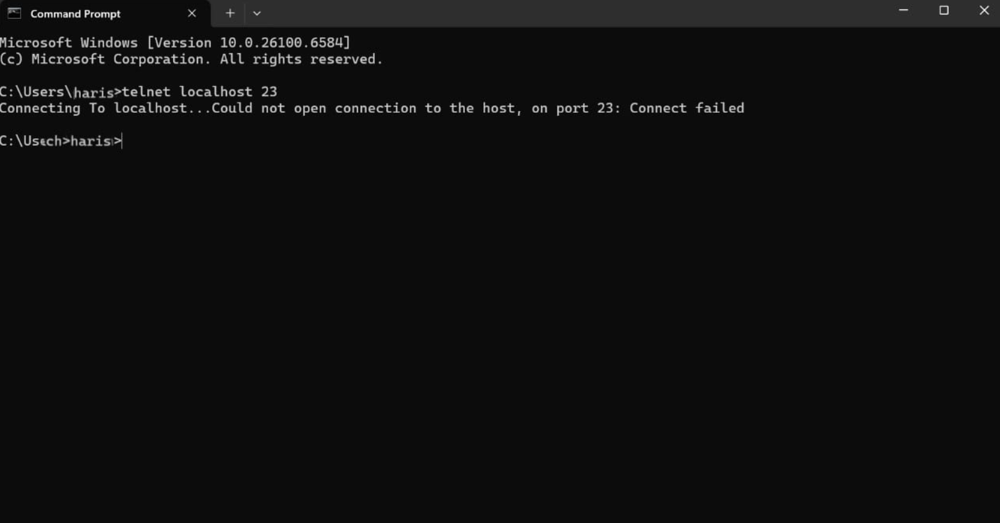 Command Prompt
Microsoft Windows [Version 10.0.26100.6584]
(c) Microsoft Corporation. All rights reserved.
C:\Users\haris>telnet localhost 23
Connecting To localhost...Could not open connection to the host, on port 23: Connect failed
C:\Usech>haris>